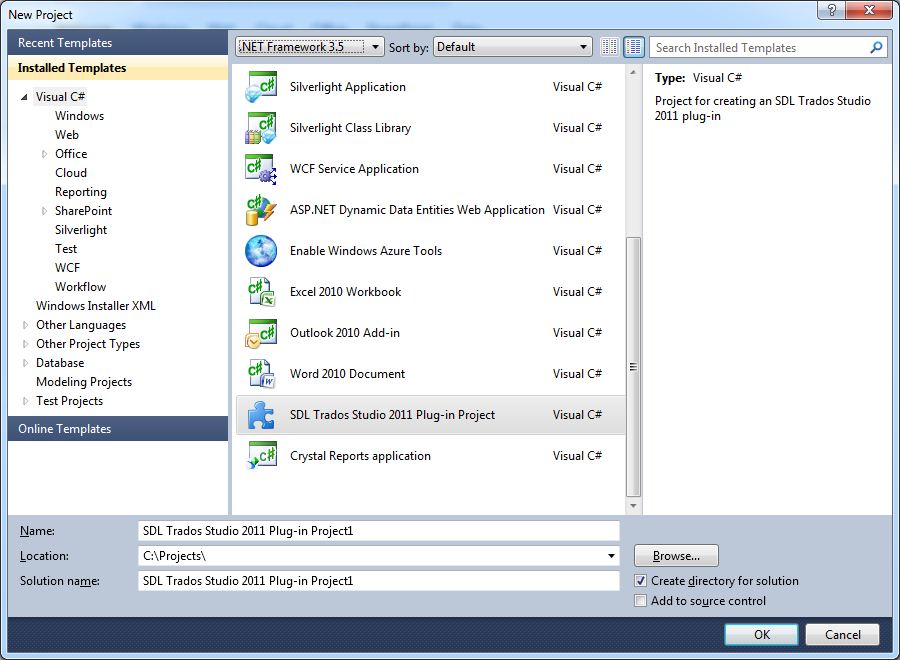 New Project
Recent Templates
Installed Templates
Visual C#
Windows
Web
Office
Cloud
Reporting
SharePoint
Silverlight
Test
WCF
Workflow
Windows Installer XML
Other Languages
Other Project Types
Database
Modeling Projects
Test Projects
Online Templates
.NET Framework 3.5 Sort by: Default Search Installed Templates
Silverlight Application Visual C#
Silverlight Class Library Visual C#
WCF Service Application Visual C#
ASP.NET Dynamic Data Entities Web Application Visual C#
Enable Windows Azure Tools Visual C#
Excel 2010 Workbook Visual C#
Outlook 2010 Add-in Visual C#
Word 2010 Document Visual C#
SDL Trados Studio 2011 Plug-in Project Visual C#
Crystal Reports application Visual C#
Type: Visual C#
Project for creating an SDL Trados Studio
2011 plug-in
Name: SDL Trados Studio 2011 Plug-in Project1
Location: C:\Projects\ Browse...
Solution name: SDL Trados Studio 2011 Plug-in Project1 Create directory for solution
Add to source control
OK Cancel